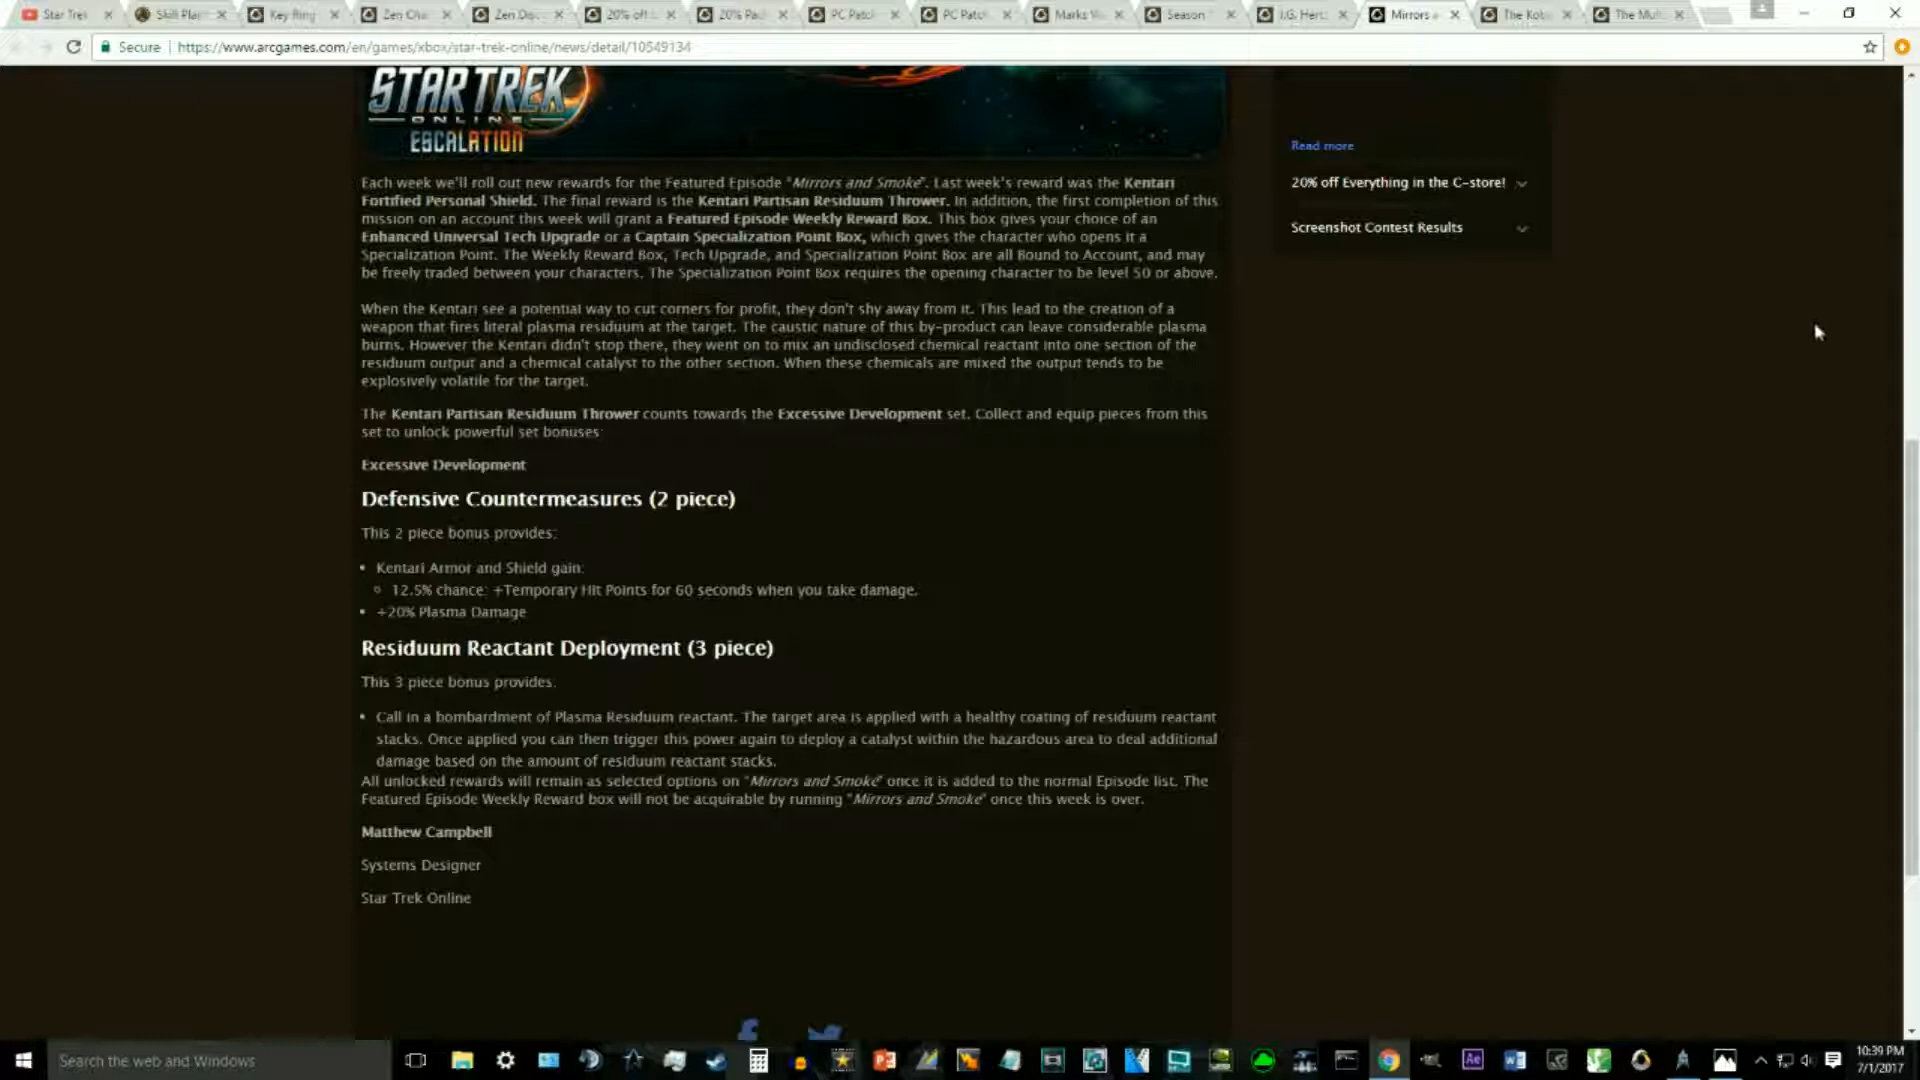 Star Trei
Skill Plan
Key Ring
Zen Cha
Zen Disc
20% off
20% Pac
PC Patch
PC Patch
Marks
Season
J.G. Hert
Mirrors a
The Kob
The Mul
Secure | https://www.arcgames.com/en/games/xbox/star-trek-online/news/detail/10549134
STAR TREK
ONLINE
ESCALATION
Read more
20% off Everything in the C-store!
Screenshot Contest Results
Each week we'll roll out new rewards for the Featured Episode "Mirrors and Smoke". Last week's reward was the Kentari
Fortified Personal Shield. The final reward is the Kentari Partisan Residuum Thrower. In addition, the first completion of this
mission on an account this week will grant a Featured Episode Weekly Reward Box. This box gives your choice of an
Enhanced Universal Tech Upgrade or a Captain Specialization Point Box, which gives the character who opens it a
Specialization Point. The Weekly Reward Box, Tech Upgrade, and Specialization Point Box are all Bound to Account, and may
be freely traded between your characters. The Specialization Point Box requires the opening character to be level 50 or above.
When the Kentari see a potential way to cut corners for profit, they don't shy away from it. This lead to the creation of a
weapon that fires literal plasma residuum at the target. The caustic nature of this by-product can leave considerable plasma
burns. However the Kentari didn't stop there, they went on to mix an undisclosed chemical reactant into one section of the
residuum output and a chemical catalyst to the other section. When these chemicals are mixed the output tends to be
explosively volatile for the target.
The Kentari Partisan Residuum Thrower counts towards the Excessive Development set. Collect and equip pieces from this
set to unlock powerful set bonuses:
Excessive Development
Defensive Countermeasures (2 piece)
This 2 piece bonus provides:
• Kentari Armor and Shield gain:
○ 12.5% chance: +Temporary Hit Points for 60 seconds when you take damage.
• +20% Plasma Damage
Residuum Reactant Deployment (3 piece)
This 3 piece bonus provides:
• Call in a bombardment of Plasma Residuum reactant. The target area is applied with a healthy coating of residuum reactant
stacks. Once applied you can then trigger this power again to deploy a catalyst within the hazardous area to deal additional
damage based on the amount of residuum reactant stacks.
All unlocked rewards will remain as selected options on "Mirrors and Smoke" once it is added to the normal Episode list. The
Featured Episode Weekly Reward box will not be acquirable by running "Mirrors and Smoke" once this week is over.
Matthew Campbell
Systems Designer
Star Trek Online
Search the web and Windows
10:39 PM
7/1/2017